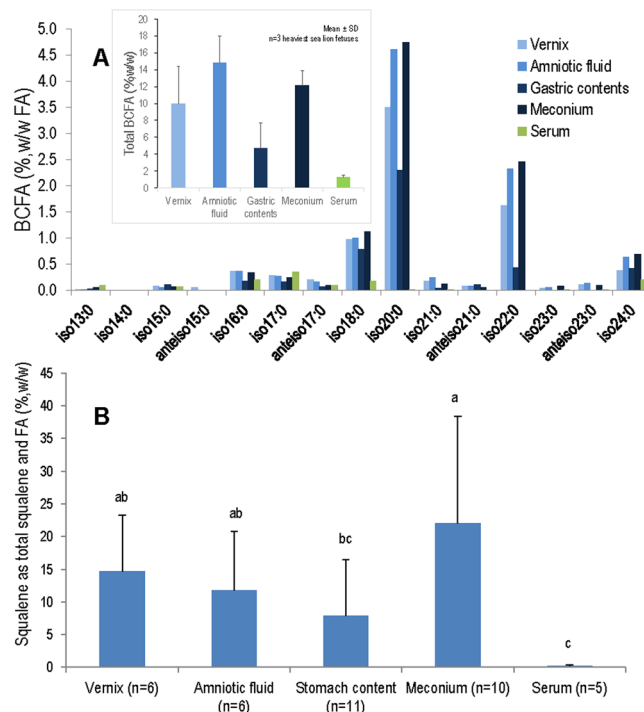 A
BCFA (%,w/w FA)
5.0
4.5
4.0
3.5
3.0
2.5
2.0
1.5
1.0
0.5
0.0
Total BCFA (%,w/w)
20
18
16
14
12
10
8
6
4
2
0
Mean ± SD
n=3 heaviest sea lion fetuses
Vernix
Amniotic
fluid
Gastric
contents
Meconium
Serum
Vernix
Amniotic fluid
Gastric contents
Meconium
Serum
iso13:0
iso14:0
iso15:0
anteiso15:0
iso16:0
iso17:0
anteiso17:0
iso18:0
iso20:0
iso21:0
anteiso21:0
iso22:0
iso23:0
anteiso23:0
iso24:0
B
Squalene as total squalene and FA (%,w/w)
45
40
35
30
25
20
15
10
5
0
ab
ab
bc
a
c
Vernix (n=6)
Amniotic fluid
(n=6)
Stomach content
(n=11)
Meconium (n=10)
Serum (n=5)